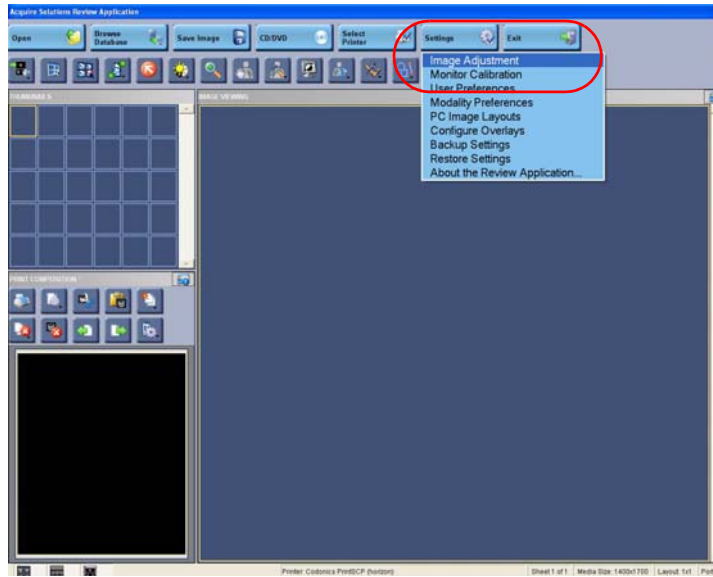 Acquire Solutions Review Application
Open
Browse Database
Save Image
CD/DVD
Select Printer
Settings
Exit
Image Adjustment
Monitor Calibration
User Preferences
Modality Preferences
PC Image Layouts
Configure Overlays
Backup Settings
Restore Settings
About the Review Application...
THUMBNAILS
IMAGE VIEWING
PRINT COMPOSITION
Printer: Codonics PrintSCP (horizon)
Sheet 1 of 1
Media Size: 1400x1700
Layout: 1x1
Port